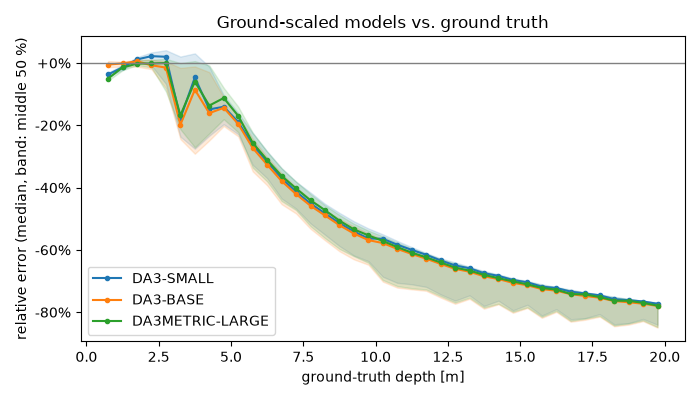 Ground-scaled models vs. ground truth
relative error (median, band: middle 50 %)
+0%
-20%
-40%
-60%
-80%
DA3-SMALL
DA3-BASE
DA3METRIC-LARGE
0.0 2.5 5.0 7.5 10.0 12.5 15.0 17.5 20.0
ground-truth depth [m]